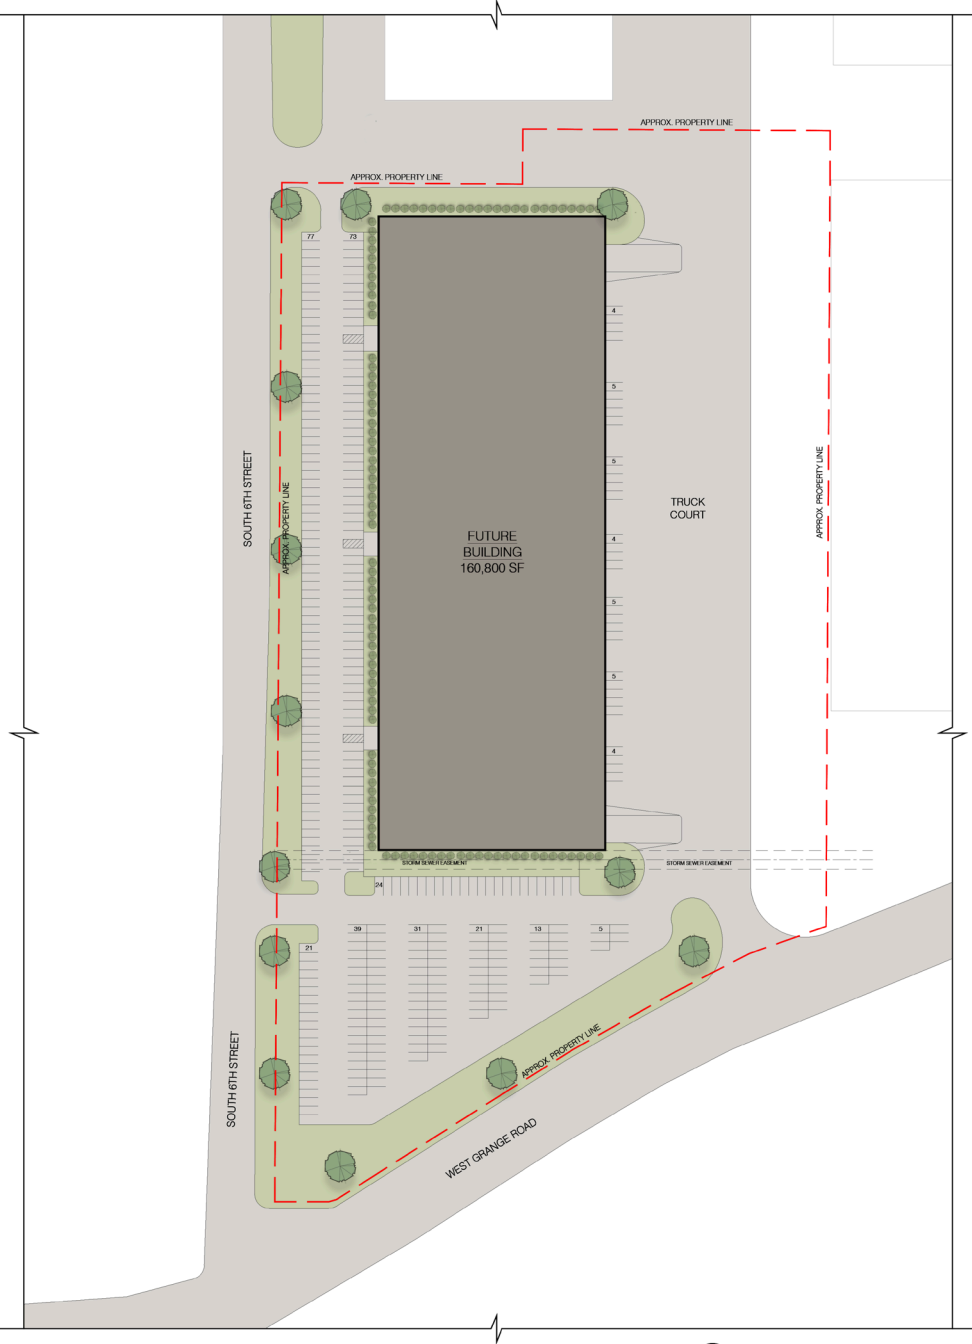 APPROX. PROPERTY LINE
APPROX. PROPERTY LINE
77
73
4
5
5
SOUTH 6TH STREET
APPROX. PROPERTY LINE
APPROX. PROPERTY LINE
TRUCK
COURT
FUTURE
BUILDING
160,800 SF
4
5
5
4
STORM SEWER EASEMENT
STORM SEWER EASEMENT
24
39
31
21
13
5
21
SOUTH 6TH STREET
APPROX. PROPERTY LINE
WEST GRANGE ROAD